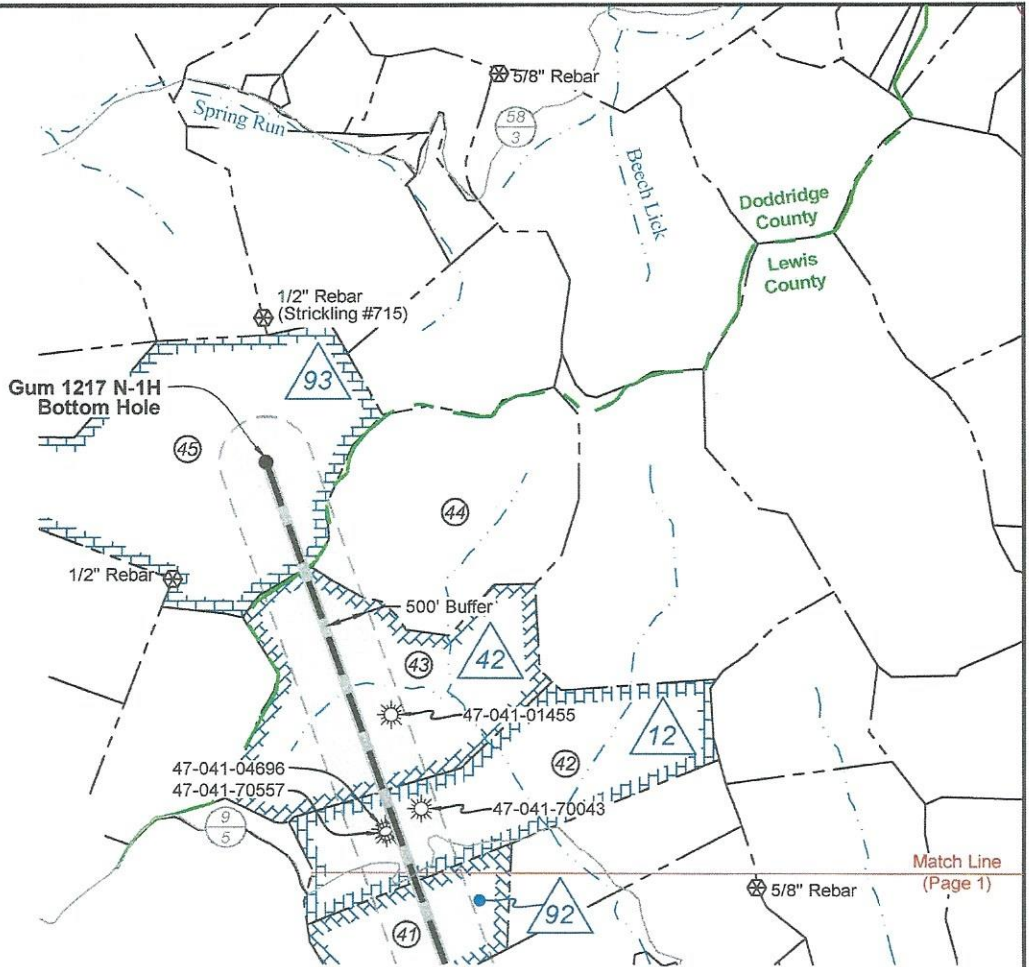 5/8" Rebar
Spring Run
58
3
Beech Lick
Doddridge
County
Lewis
County
1/2" Rebar
(Strickling #715)
93
Gum 1217 N-1H
Bottom Hole
45
44
1/2" Rebar
500' Buffer
43
42
47-041-01455
12
42
47-041-04696
47-041-70557
47-041-70043
9
5
Match Line
(Page 1)
5/8" Rebar
92
41